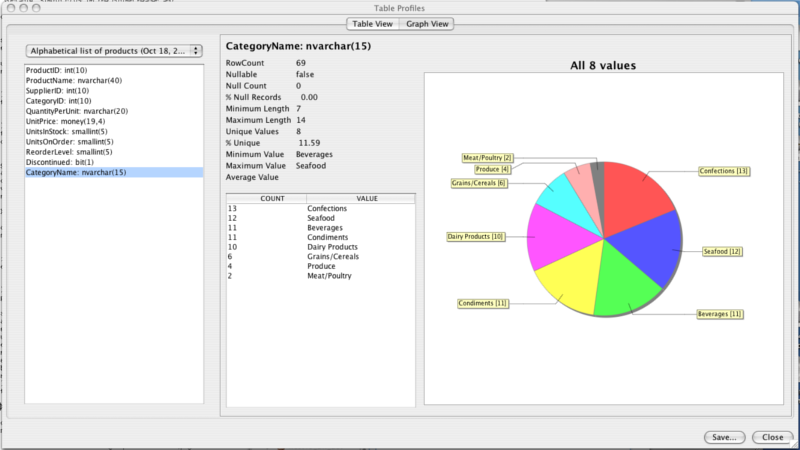 Table Profiles
Table View Graph View
Alphabetical list of products (Oct 18, 2...
ProductID: int(10)
ProductName: nvarchar(40)
SupplierID: int(10)
CategoryID: int(10)
QuantityPerUnit: nvarchar(20)
UnitPrice: money(19,4)
UnitsInStock: smallint(5)
UnitsOnOrder: smallint(5)
ReorderLevel: smallint(5)
Discontinued: bit(1)
CategoryName: nvarchar(15)
CategoryName: nvarchar(15)
RowCount 69
Nullable false
Null Count 0
% Null Records 0.00
Minimum Length 7
Maximum Length 14
Unique Values 8
% Unique 11.59
Minimum Value Beverages
Maximum Value Seafood
Average Value
COUNT VALUE
13 Confections
12 Seafood
11 Beverages
11 Condiments
10 Dairy Products
6 Grains/Cereals
4 Produce
2 Meat/Poultry
All 8 values
Meat/Poultry [2]
Produce [4]
Confections [13]
Grains/Cereals [6]
Dairy Products [10]
Seafood [12]
Condiments [11]
Beverages [11]
Save... Close